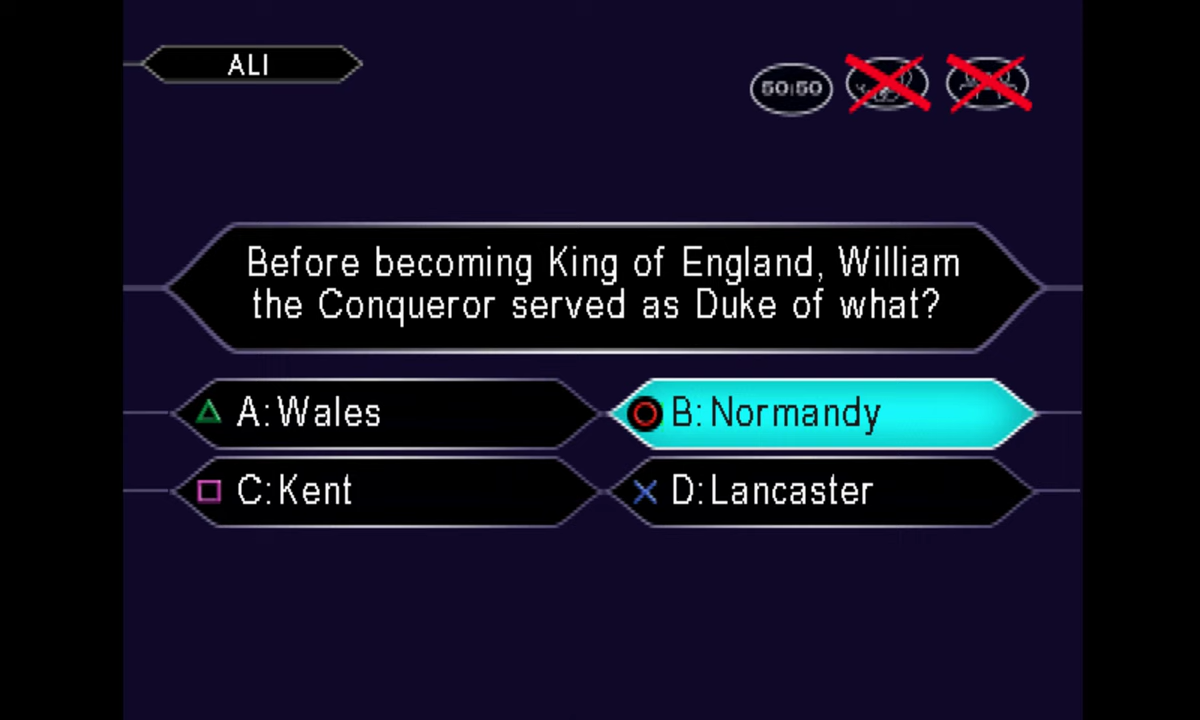 ALI
50:50
Before becoming King of England, William
the Conqueror served as Duke of what?
A: Wales
B: Normandy
C: Kent
D: Lancaster